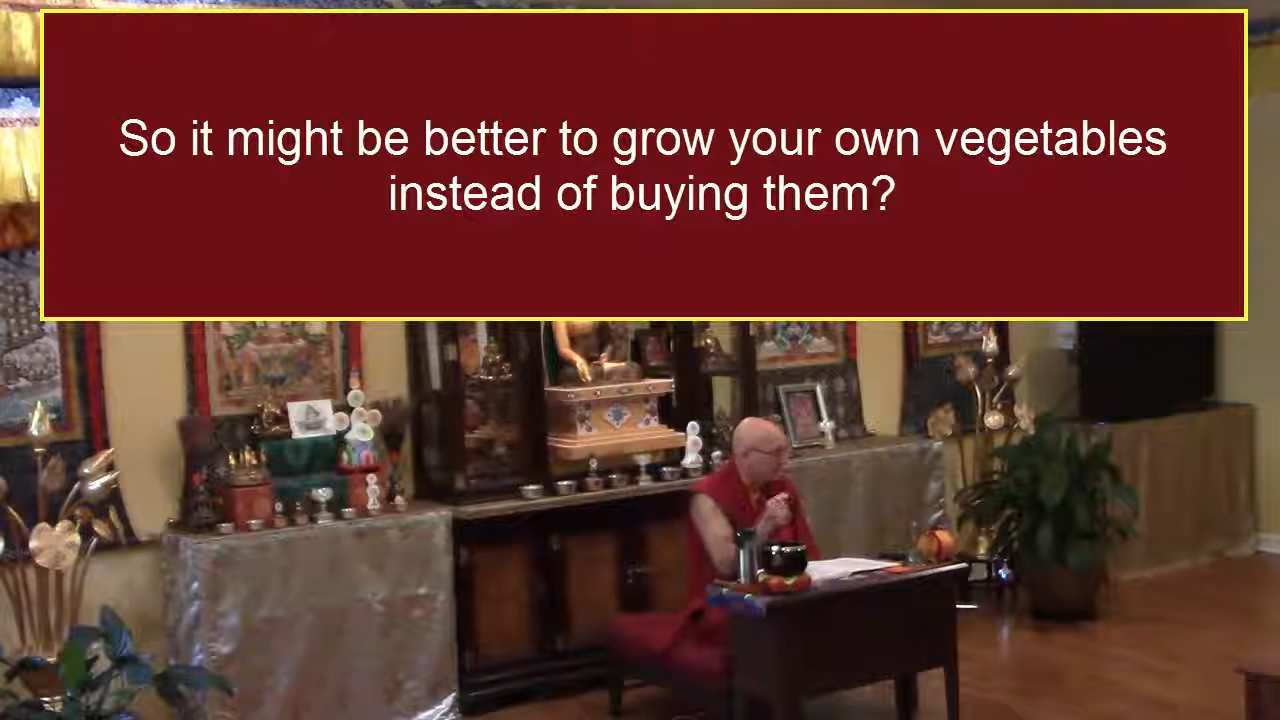 So it might be better to grow your own vegetables
instead of buying them?